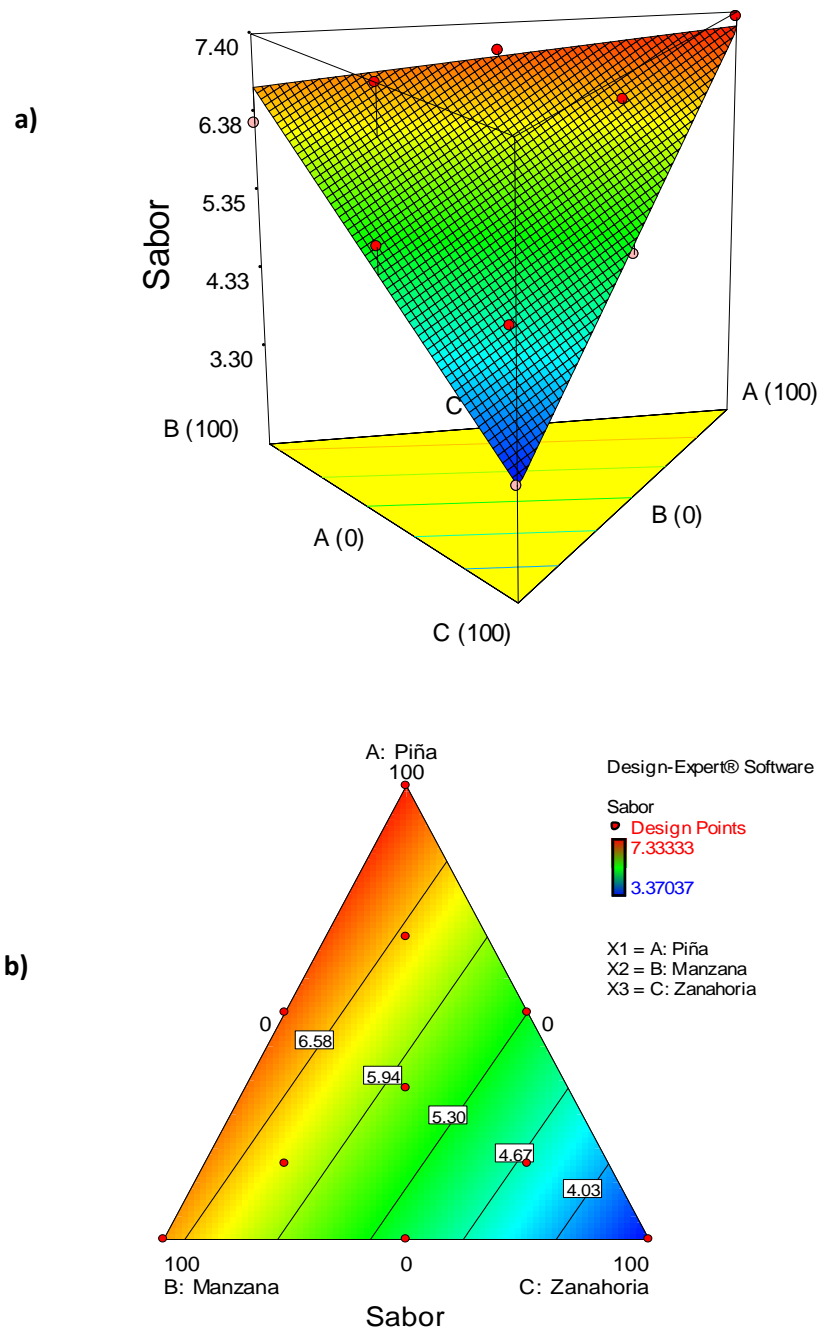 a)
7.40
6.38
5.35
4.33
3.30
Sabor
C
A (100)
B (100)
A (0)
B (0)
C (100)
b)
A: Piña
100
Design-Expert® Software
Sabor
Design Points
7.33333
3.37037
X1 = A: Piña
X2 = B: Manzana
X3 = C: Zanahoria
0
0
6.58
5.94
5.30
4.67
4.03
100
0
100
B: Manzana
C: Zanahoria
Sabor